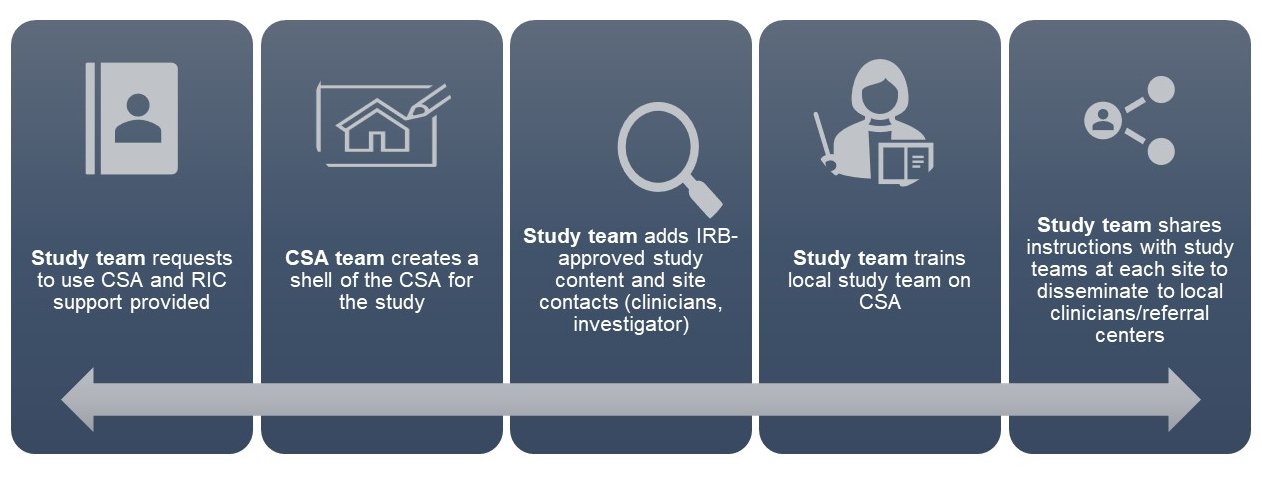 Study team requests
to use CSA and RIC
support provided
CSA team creates a
shell of the CSA for
the study
Study team adds IRB-
approved study
content and site
contacts (clinicians,
investigator)
Study team trains
local study team on
CSA
Study team shares
instructions with study
teams at each site to
disseminate to local
clinicians/referral
centers